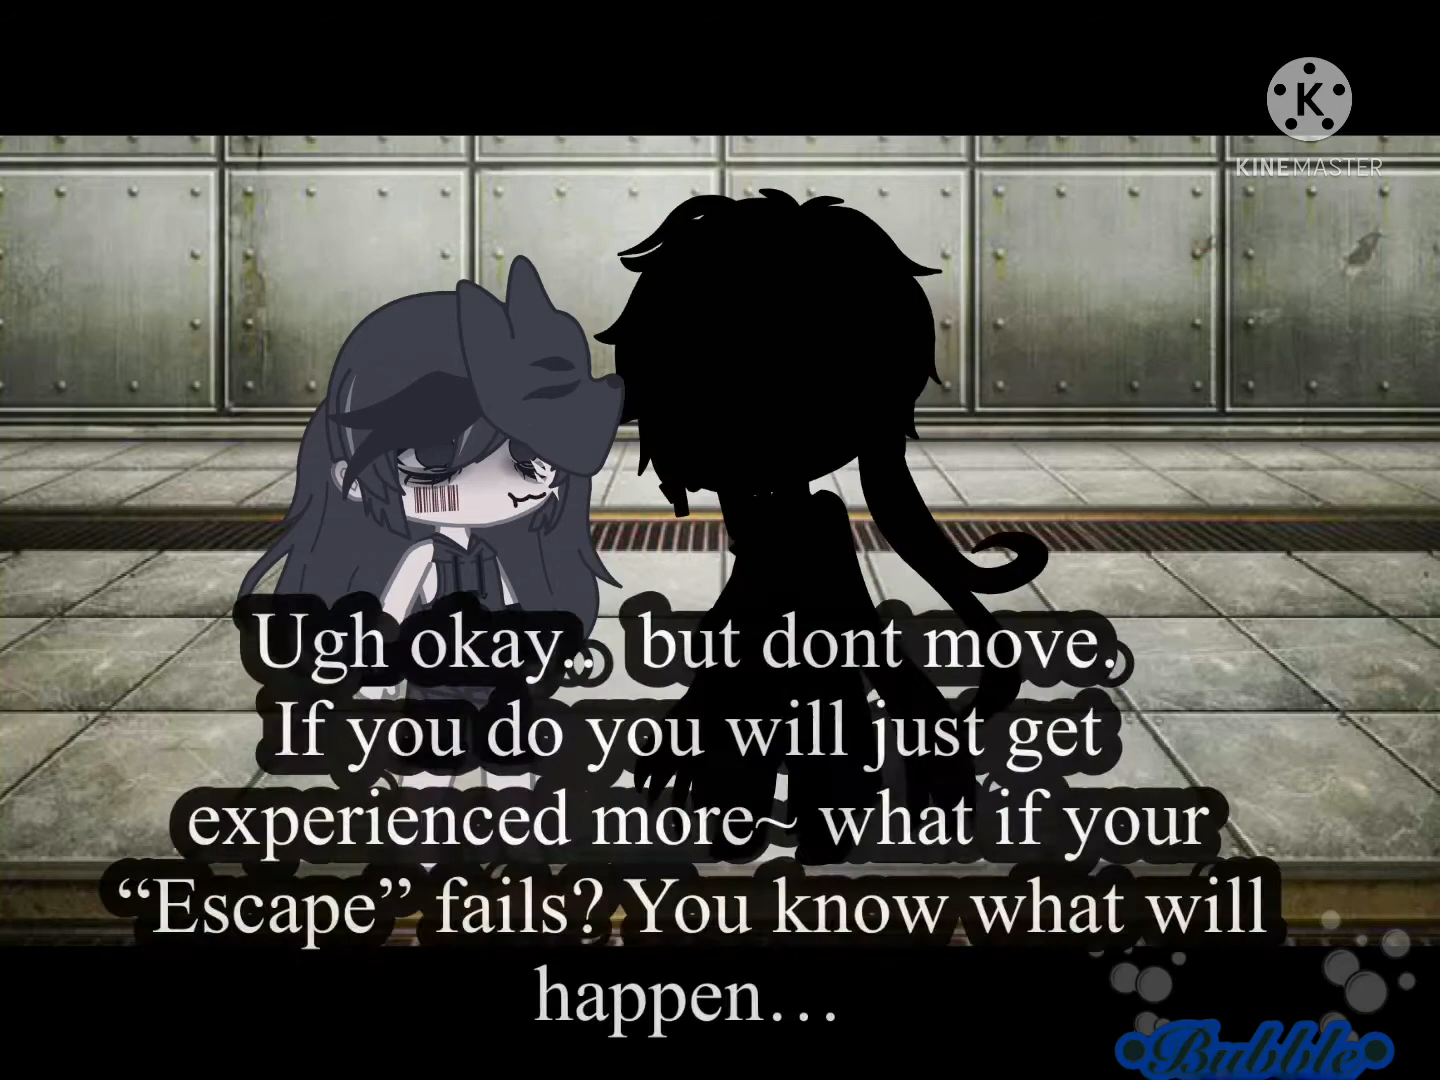 K
KINEMASTER
Ugh okay.. but dont move.
If you do you will just get
experienced more~ what if your
“Escape” fails? You know what will
happen...
Bubble